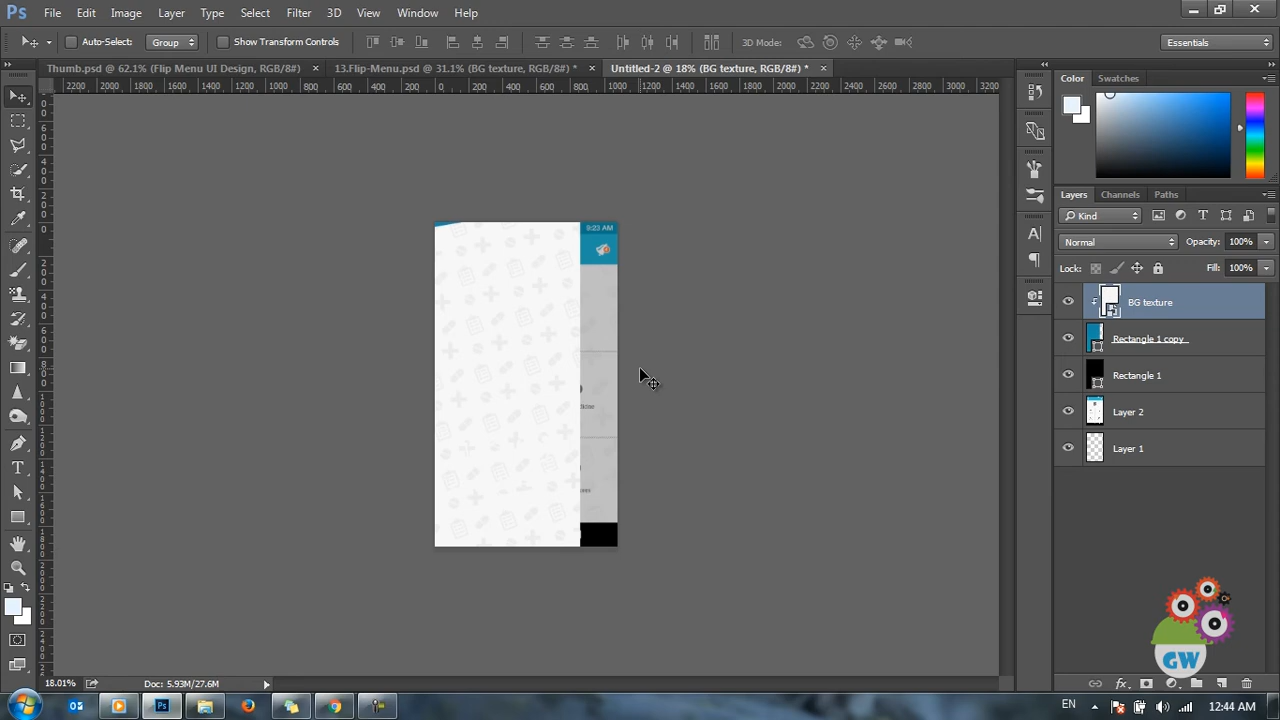 Ps File Edit Image Layer Type Select Filter 3D View Window Help
Auto-Select: Group Show Transform Controls 3D Mode: Essentials
Thumb.psd @ 62.1% (Flip Menu UI Design, RGB/8#) × 13.Flip-Menu.psd @ 31.1% (BG texture, RGB/8#) * × Untitled-2 @ 18% (BG texture, RGB/8#) * ×
2200 2000 1800 1600 1400 1200 1000 800 600 400 200 0 200 400 600 800 1000 1200 1400 1600 1800 2000 2200 2400 2600 2800 3000 3200
Color Swatches
Layers Channels Paths
Kind
9:23 AM
Normal Opacity: 100%
Lock: Fill: 100%
BG texture
Rectangle 1 copy
Rectangle 1
Layer 2
Layer 1
GW
18.01% Doc: 5.93M/27.6M
EN 12:44 AM